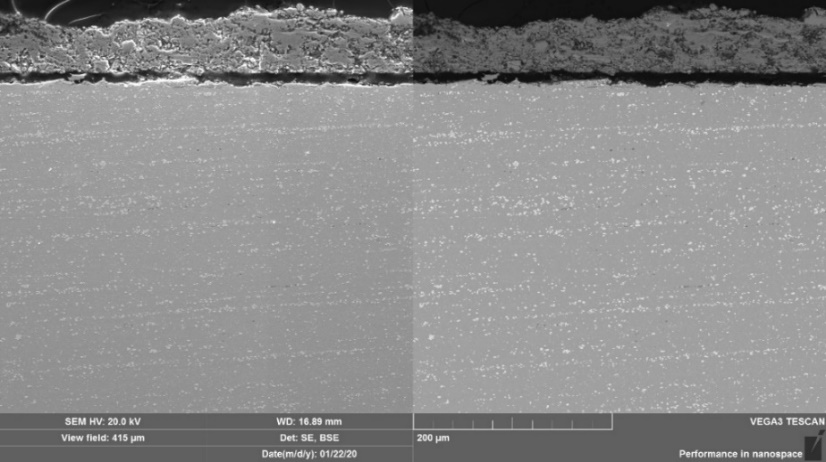 SEM HV: 20.0 kV WD: 16.89 mm VEGA3 TESCAN
View field: 415 µm Det: SE, BSE 200 µm
Date(m/d/y): 01/22/20 Performance in nanospace